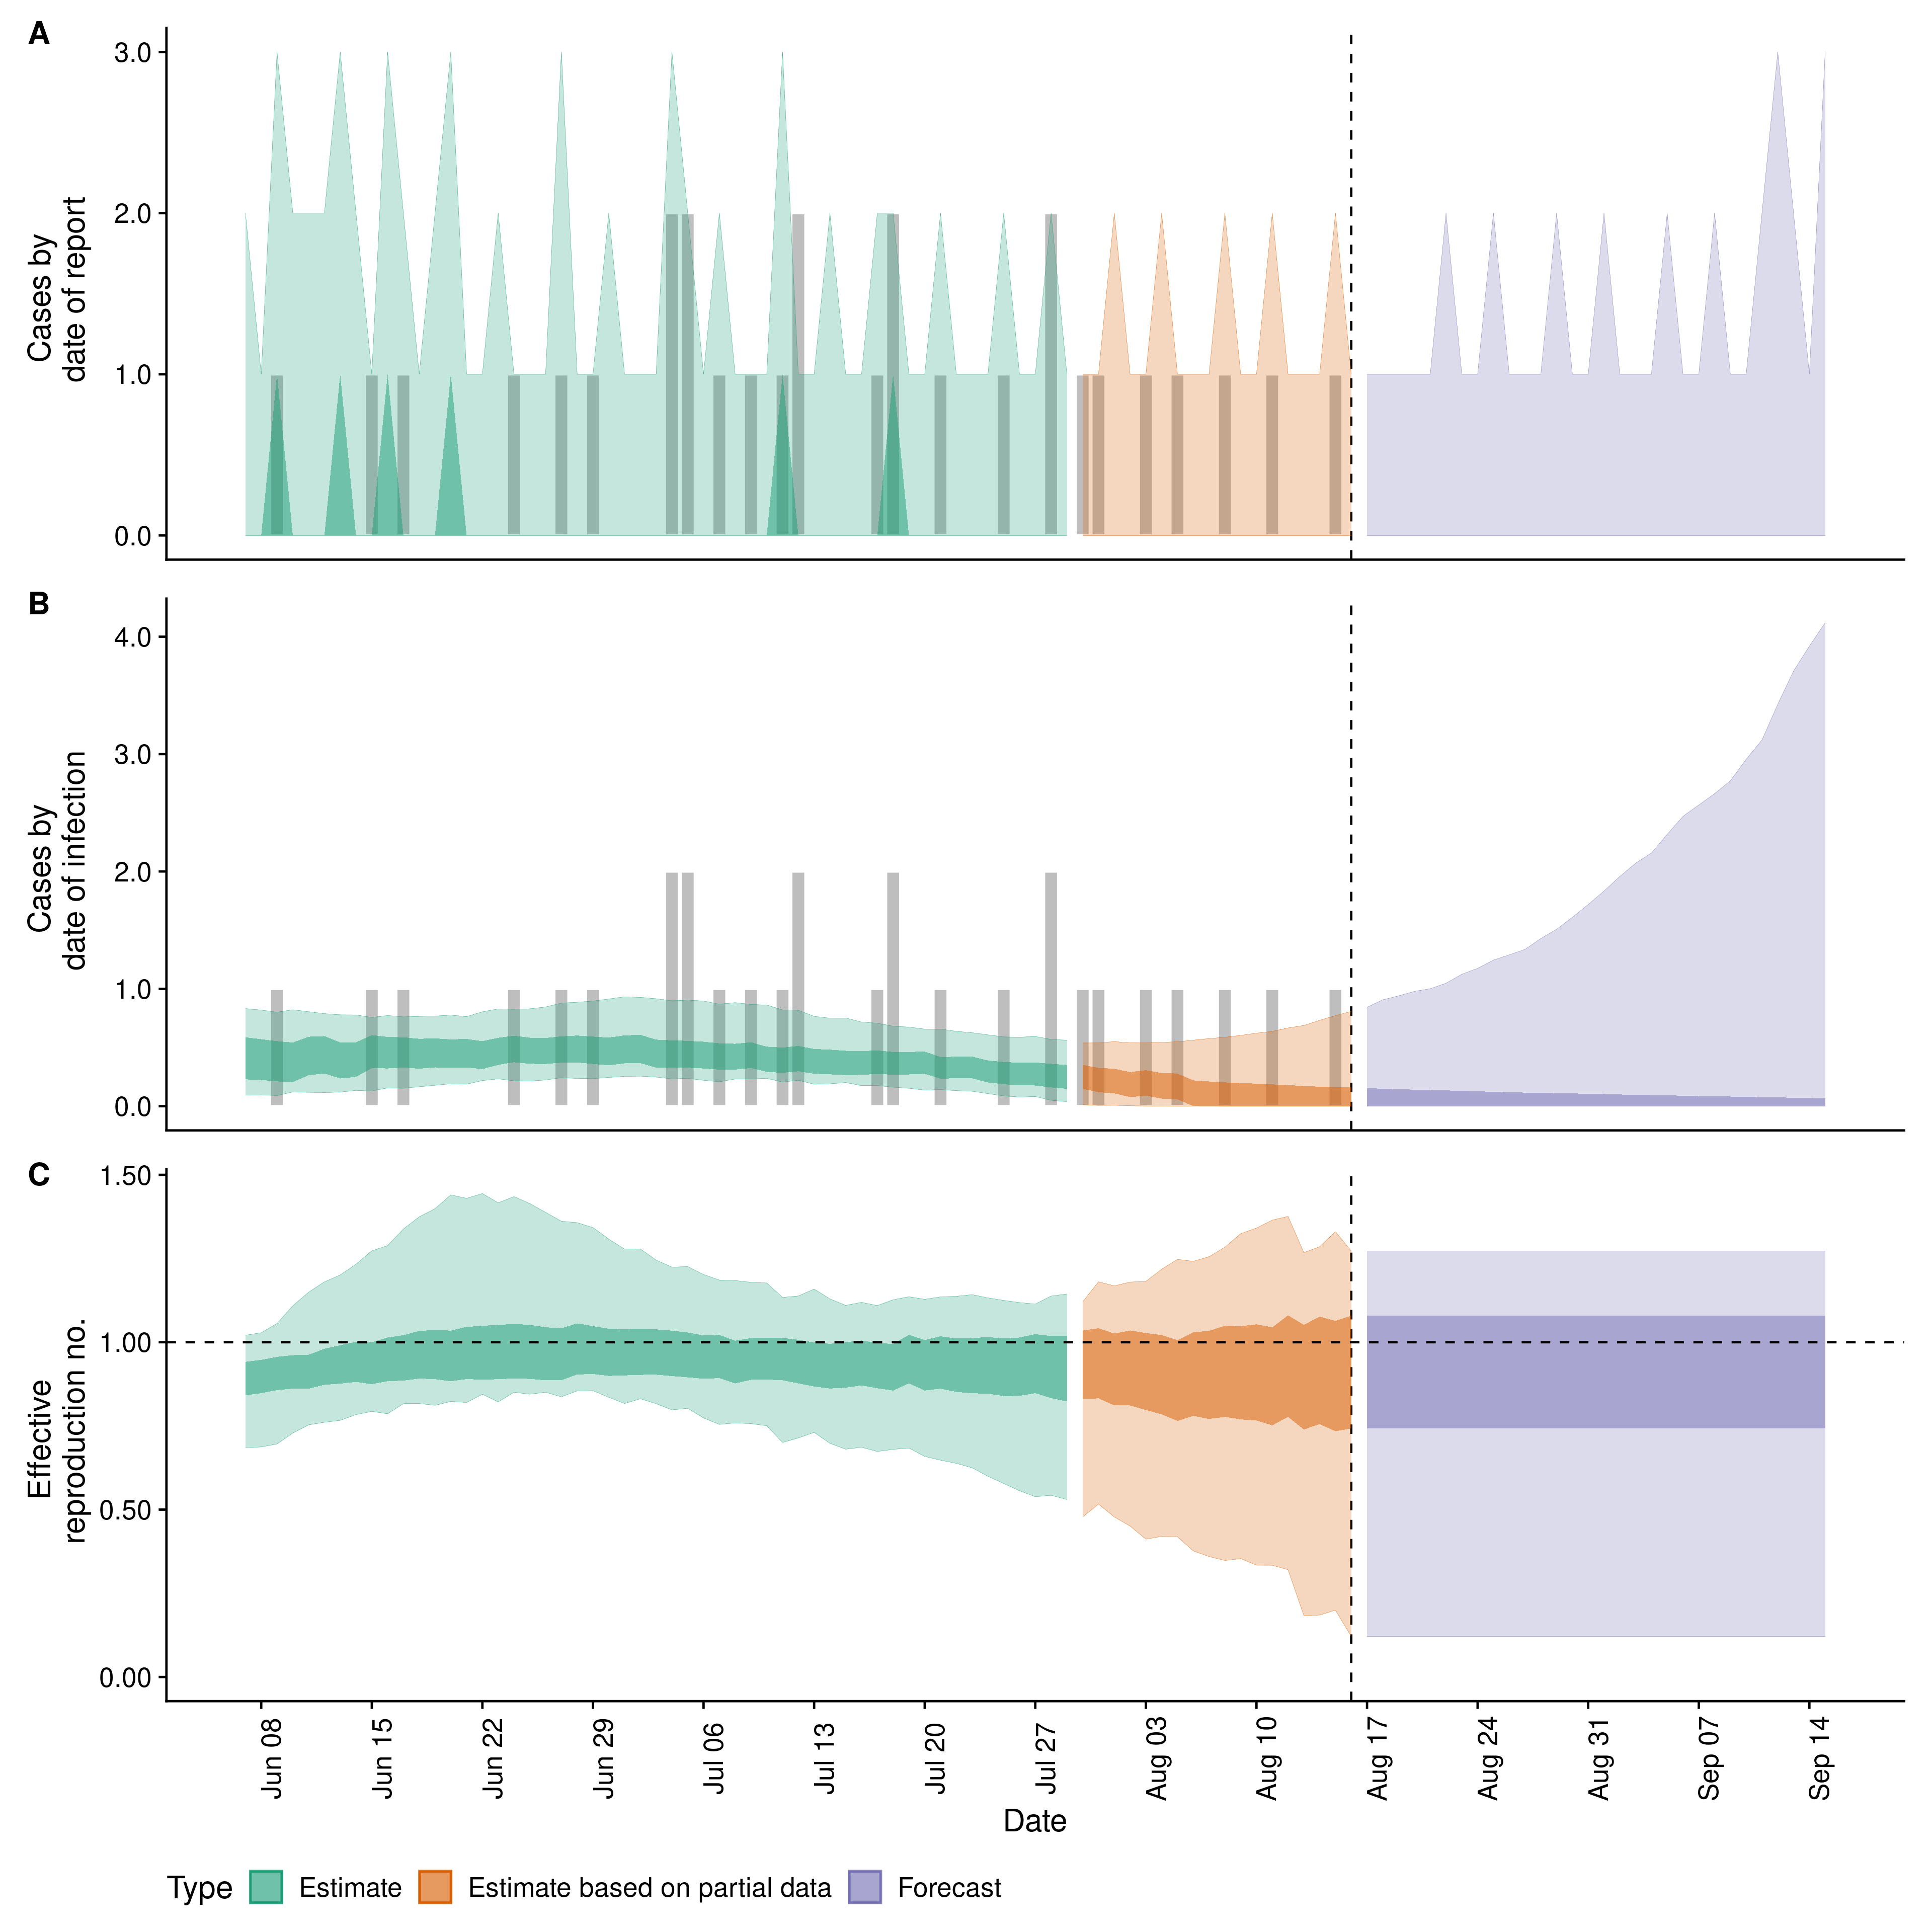 A
Cases by
date of report
3.0
2.0
1.0
0.0
B
Cases by
date of infection
4.0
3.0
2.0
1.0
0.0
C
Effective
reproduction no.
1.50
1.00
0.50
0.00
Jun 08
Jun 15
Jun 22
Jun 29
Jul 06
Jul 13
Jul 20
Jul 27
Aug 03
Aug 10
Aug 17
Aug 24
Aug 31
Sep 07
Sep 14
Date
Type Estimate Estimate based on partial data Forecast